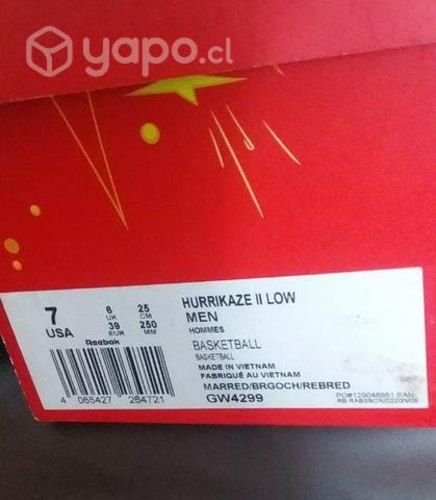 yapo.cl
7
USA
6
UK
39
EUR
25
CM
250
MM
Reebok
4 065427 264721
HURRIKAZE II LOW
MEN
HOMMES
BASKETBALL
BASKETBALL
MADE IN VIETNAM
FABRIQUÉ AU VIETNAM
MARRED/BRGOCH/REBRED
GW4299